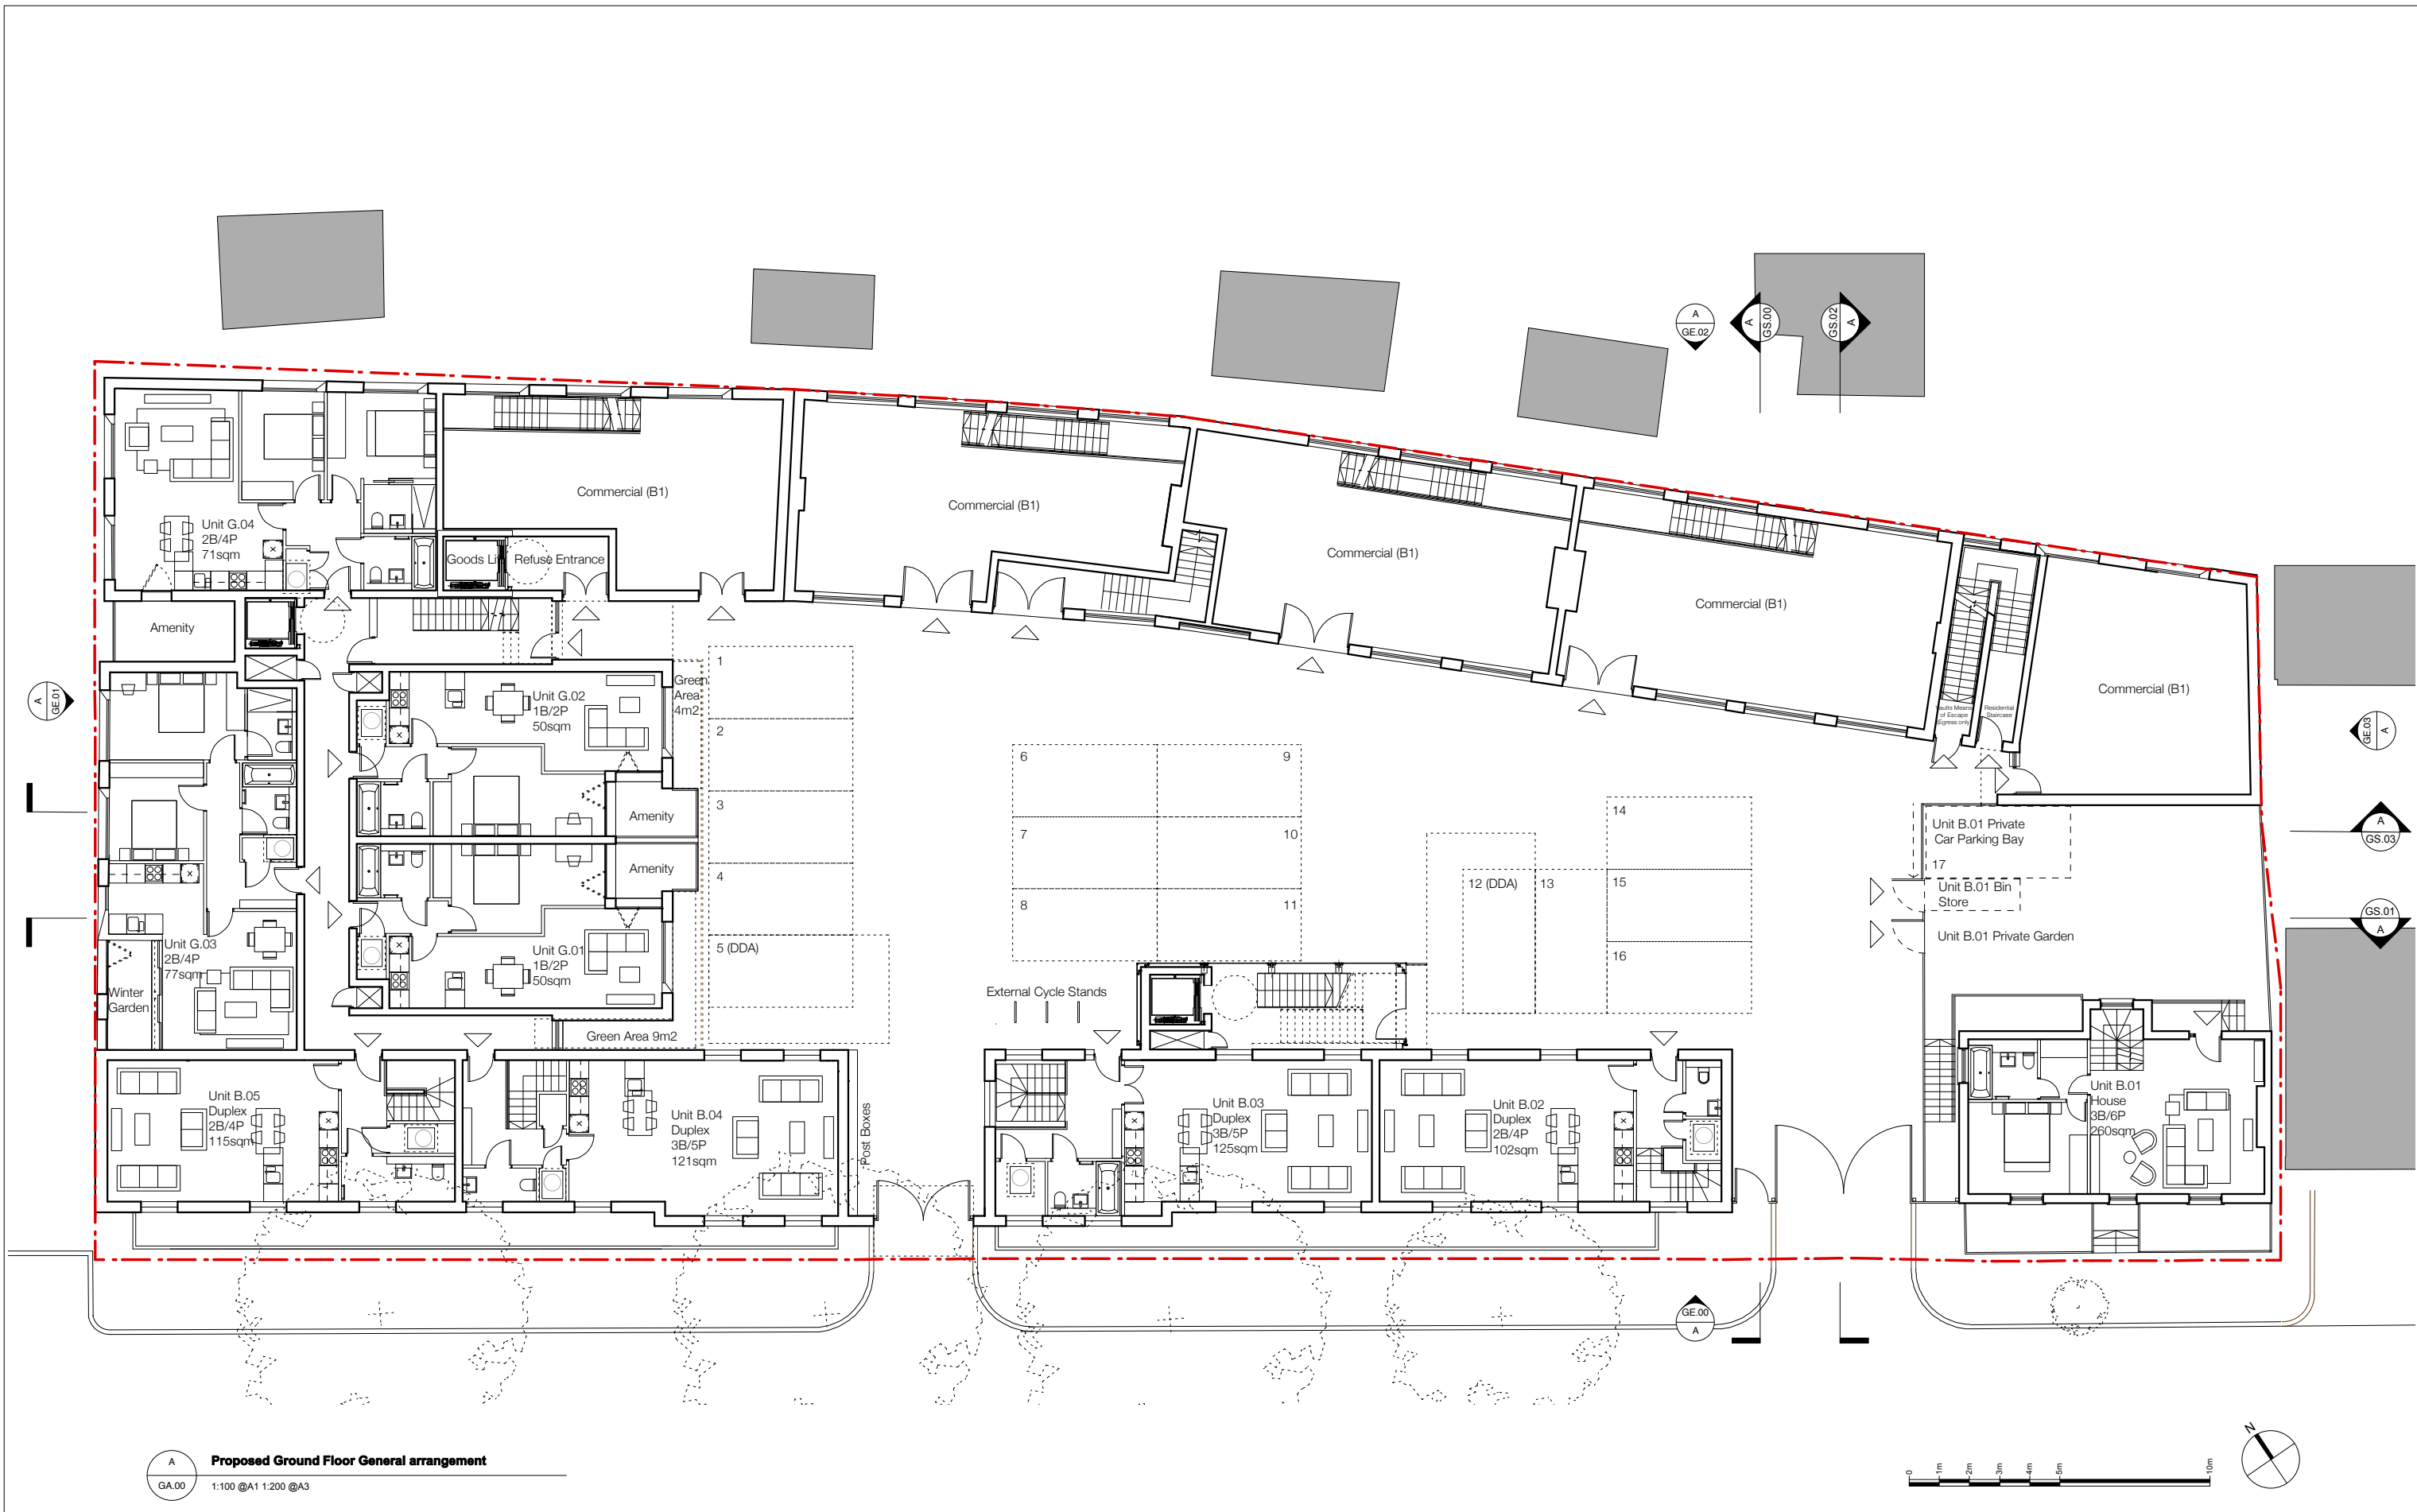 A
GE.02
A
GS.00
GS.02
A
Commercial (B1)
Commercial (B1)
Unit G.04
2B/4P
71sqm
Commercial (B1)
Goods Li
Refuse Entrance
Commercial (B1)
Amenity
A
GE.01
Unit G.02
1B/2P
50sqm
Green
Area
4m2
1
2
3
4
5 (DDA)
Commercial (B1)
Means
of Escape
Egress only
Residential
Staircase
GE.03
A
6
9
7
10
8
11
14
12 (DDA)
13
15
16
Amenity
Amenity
Unit B.01 Private
Car Parking Bay
17
Unit B.01 Bin
Store
Unit B.01 Private Garden
A
GS.03
GS.01
A
Unit G.03
2B/4P
77sqm
Winter
Garden
Unit G.01
1B/2P
50sqm
External Cycle Stands
Green Area 9m2
Unit B.05
Duplex
2B/4P
115sqm
Unit B.04
Duplex
3B/5P
121sqm
Post Boxes
Unit B.03
Duplex
3B/5P
125sqm
Unit B.02
Duplex
2B/4P
102sqm
Unit B.01
House
3B/6P
260sqm
GE.00
A
A
GA.00
Proposed Ground Floor General arrangement
1:100 @A1 1:200 @A3
0
1m
2m
3m
4m
5m
10m
N